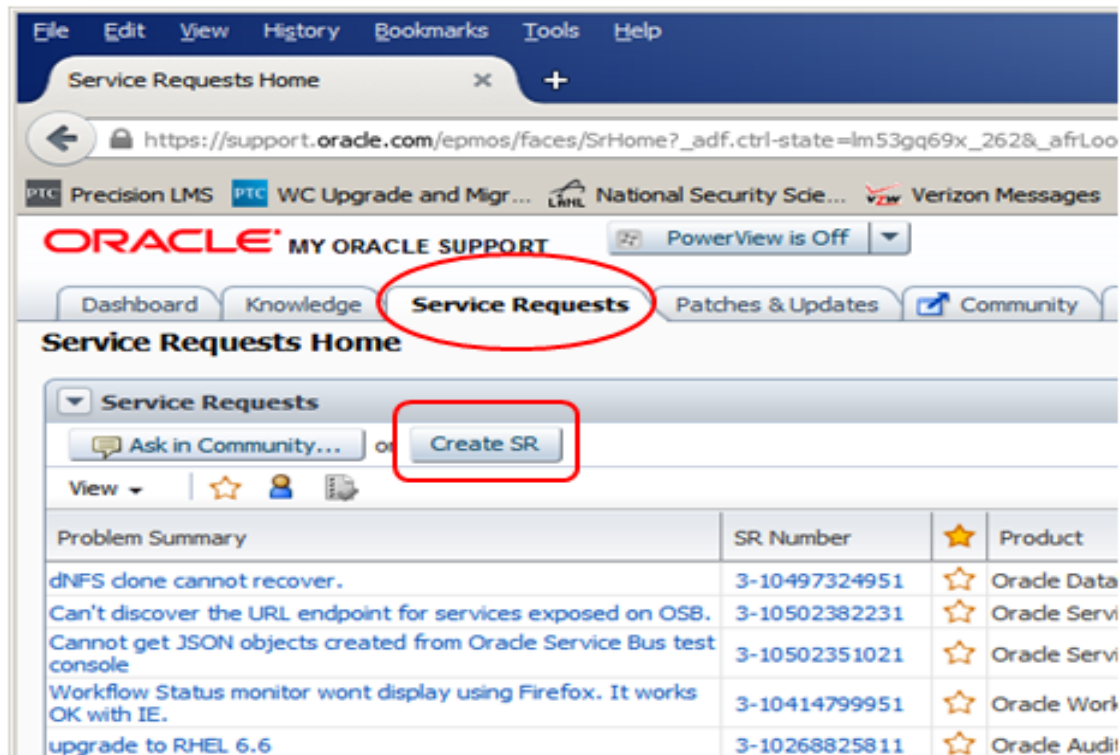 File Edit View History Bookmarks Tools Help
Service Requests Home
https://support.oracle.com/epmos/faces/SrHome?_adf.ctrl-state=lm53gq69x_262&_afrLoo
PTC Precision LMS PTC WC Upgrade and Migr... LANL National Security Scie... vzw Verizon Messages
ORACLE MY ORACLE SUPPORT PowerView is Off
Dashboard Knowledge Service Requests Patches & Updates Community
Service Requests Home
Service Requests
Ask in Community... or Create SR
View
Problem Summary SR Number Product
dNFS clone cannot recover. 3-10497324951 Oracle Data
Can't discover the URL endpoint for services exposed on OSB. 3-10502382231 Oracle Servi
Cannot get JSON objects created from Oracle Service Bus test
console 3-10502351021 Oracle Servi
Workflow Status monitor wont display using Firefox. It works
OK with IE. 3-10414799951 Oracle Work
upgrade to RHEL 6.6 3-10268825811 Oracle Audi